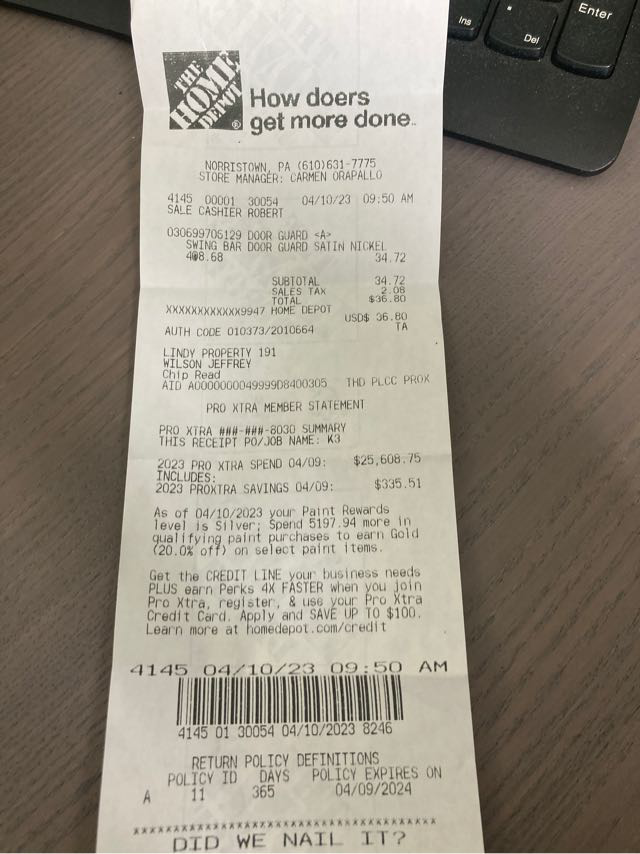 Ins
Del
Enter
THE
HOME
DEPOT
®
How doers
get more done.
NORRISTOWN, PA (610)631-7775
STORE MANAGER: CARMEN ORAPALLO
4145 00001 30054 04/10/23 09:50 AM
SALE CASHIER ROBERT
030699706129 DOOR GUARD <A>
SWING BAR DOOR GUARD SATIN NICKEL
4@8.68 34.72
SUBTOTAL 34.72
SALES TAX 2.08
TOTAL $36.80
XXXXXXXXXXXX9947 HOME DEPOT
USD$ 36.80
AUTH CODE 010373/2010664 TA
LINDY PROPERTY 191
WILSON JEFFREY
Chip Read
AID A0000000049999D8400305 THD PLCC PROX
PRO XTRA MEMBER STATEMENT
PRO XTRA ###-###-8030 SUMMARY
THIS RECEIPT PO/JOB NAME: K3
2023 PRO XTRA SPEND 04/09: $25,608.75
INCLUDES:
2023 PROXTRA SAVINGS 04/09: $335.51
As of 04/10/2023 your Paint Rewards
level is Silver; Spend 5197.94 more in
qualifying paint purchases to earn Gold
(20.0% off) on select paint items.
Get the CREDIT LINE your business needs
PLUS earn Perks 4X FASTER when you join
Pro Xtra, register, & use your Pro Xtra
Credit Card. Apply and SAVE UP TO $100.
Learn more at homedepot.com/credit
4145 04/10/23 09:50 AM
4145 01 30054 04/10/2023 8246
RETURN POLICY DEFINITIONS
POLICY ID DAYS POLICY EXPIRES ON
A 11 365 04/09/2024
DID WE NAIL IT?